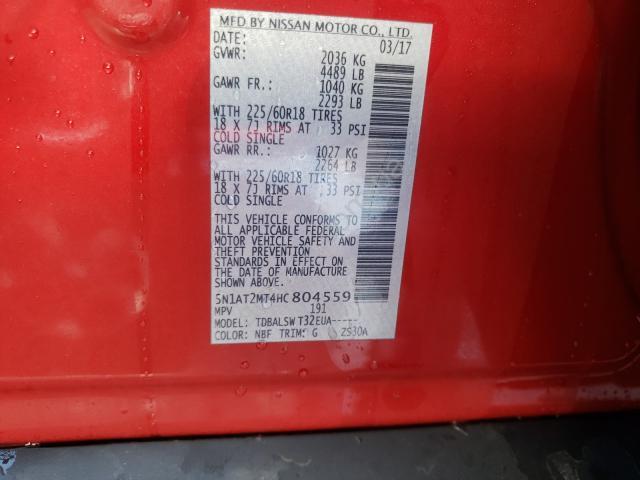 MFD BY NISSAN MOTOR CO., LTD.
DATE: 03/17
GVWR: 2036 KG
4489 LB
GAWR FR.: 1040 KG
2293 LB
WITH 225/60R18 TIRES
18 X 7J RIMS AT 33 PSI
COLD SINGLE
GAWR RR.: 1027 KG
2264 LB
WITH 225/60R18 TIRES
18 X 7J RIMS AT 33 PSI
COLD SINGLE
THIS VEHICLE CONFORMS TO
ALL APPLICABLE FEDERAL
MOTOR VEHICLE SAFETY AND
THEFT PREVENTION
STANDARDS IN EFFECT ON
THE DATE OF MANUFACTURE
SHOWN ABOVE.
5N1AT2MT4HC804559
MPV 191
MODEL: TDBALSW T32EUA-----
COLOR: NBF TRIM: G ZS30A